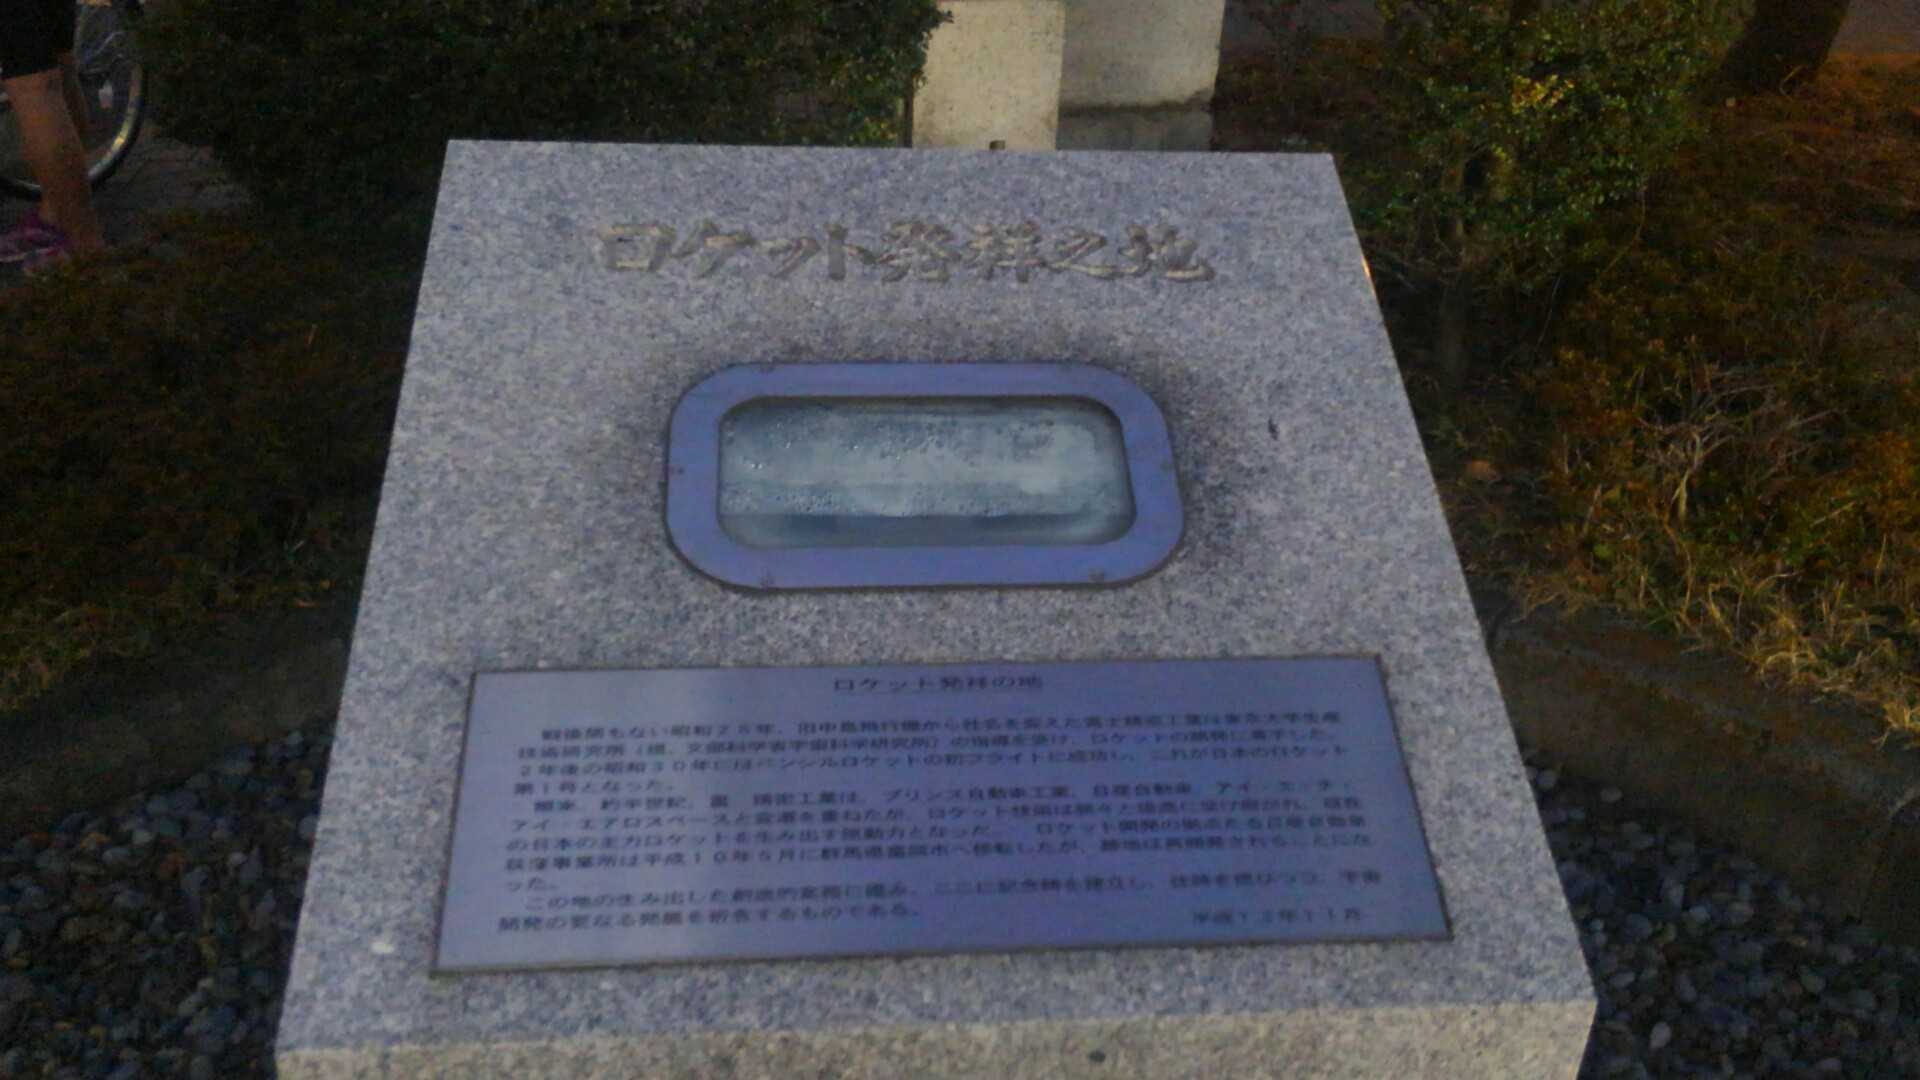 ロケット発祥之地
ロケット発祥の地
戦後間もない昭和28年、旧中島飛行機から社名を変えた富士精密工業は東京大学生産
技術研究所(現、文部科学省宇宙科学研究所)の指導を受け、ロケットの開発に着手した。
2年後の昭和30年にはペンシルロケットの初フライトに成功し、これが日本のロケット
第1号となった。
爾来、約半世紀、富士精密工業は、プリンス自動車工業、日産自動車、アイ・エイチ・
アイ・エアロスペースと変遷を重ねたが、ロケット技術は脈々と後進に受け継がれ、現在
の日本の主力ロケットを生み出す原動力となった。 ロケット開発の拠点たる日産自動車
荻窪事業所は平成10年5月に群馬県富岡市へ移転したが、跡地は再開発されることにな
った。
この地の生み出した創造的業務に鑑み、ここに記念碑を建立し、往時を偲びつつ、宇宙
開発の更なる発展を祈念するものである。
平成13年11月